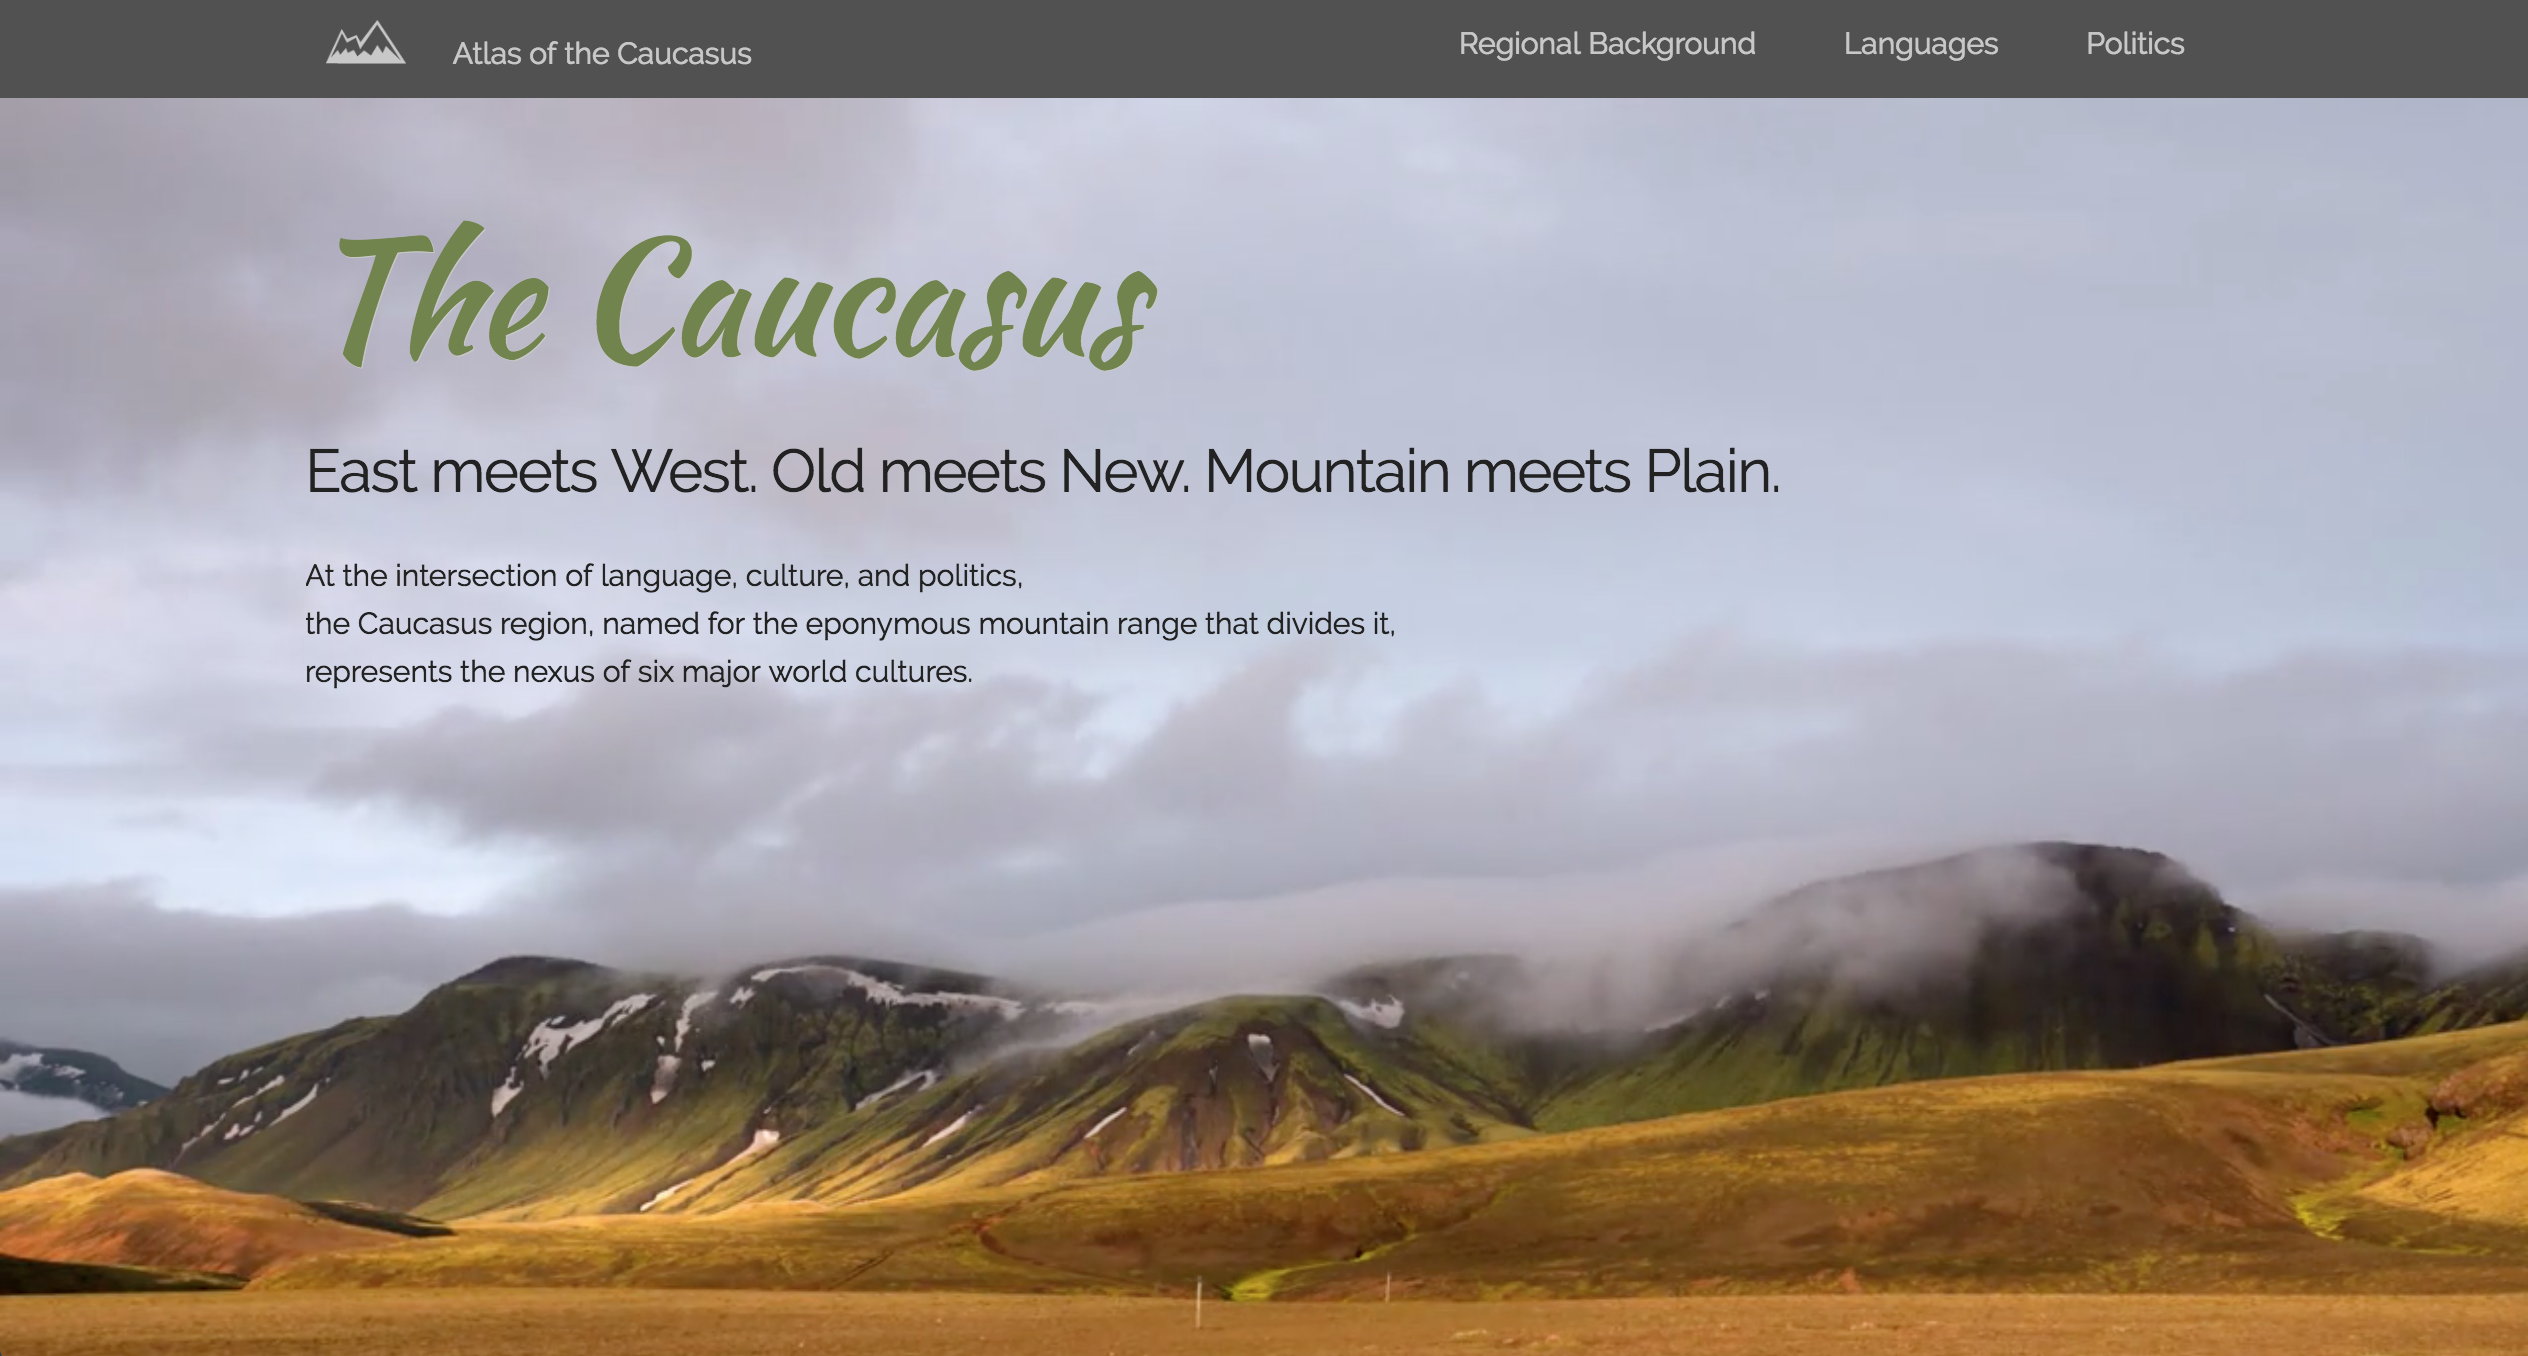 Atlas of the Caucasus
Regional Background
Languages
Politics
The Caucasus
East meets West. Old meets New. Mountain meets Plain.
At the intersection of language, culture, and politics,
the Caucasus region, named for the eponymous mountain range that divides it,
represents the nexus of six major world cultures.